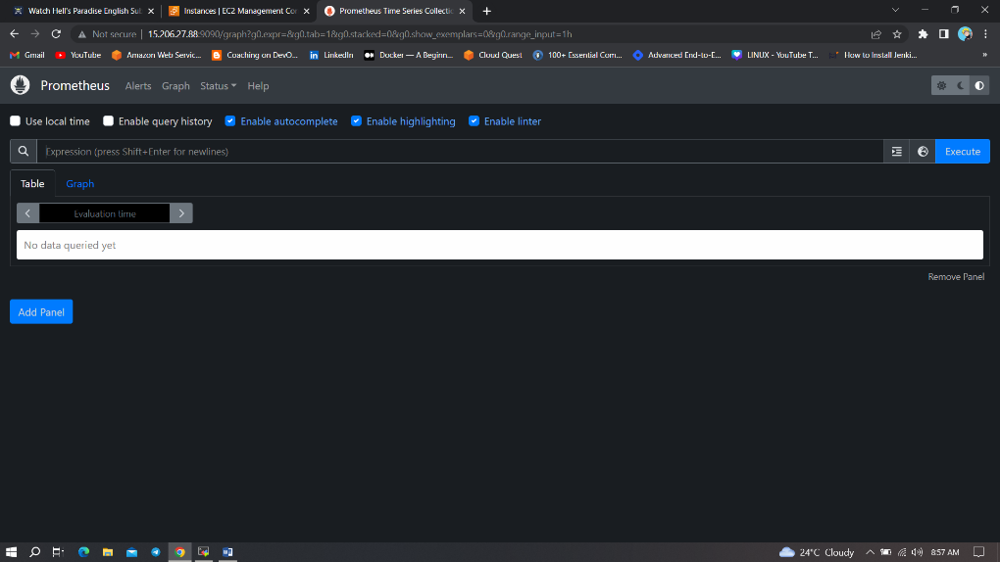 Watch Hell's Paradise English Sub
Instances | EC2 Management Con
Prometheus Time Series Collectio
Not secure | 15.206.27.88:9090/graph?g0.expr=&g0.tab=1&g0.stacked=0&g0.show_exemplars=0&g0.range_input=1h
Gmail YouTube Amazon Web Servic... Coaching on DevO... LinkedIn Docker — A Beginn... Cloud Quest 100+ Essential Com... Advanced End-to-E... LINUX - YouTube T... How to Install Jenki... »
Prometheus Alerts Graph Status Help
Use local time Enable query history Enable autocomplete Enable highlighting Enable linter
Expression (press Shift+Enter for newlines) Execute
Table Graph
Evaluation time
No data queried yet
Remove Panel
Add Panel
24°C Cloudy 8:57 AM